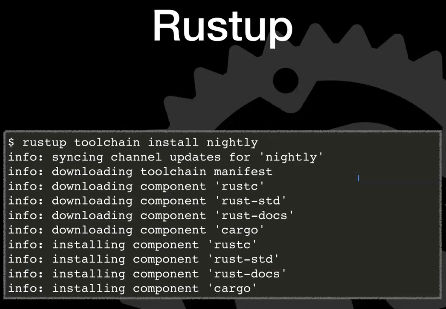 Rustup
$ rustup toolchain install nightly
info: syncing channel updates for 'nightly'
info: downloading toolchain manifest
info: downloading component 'rustc'
info: downloading component 'rust-std'
info: downloading component 'rust-docs'
info: downloading component 'cargo'
info: installing component 'rustc'
info: installing component 'rust-std'
info: installing component 'rust-docs'
info: installing component 'cargo'